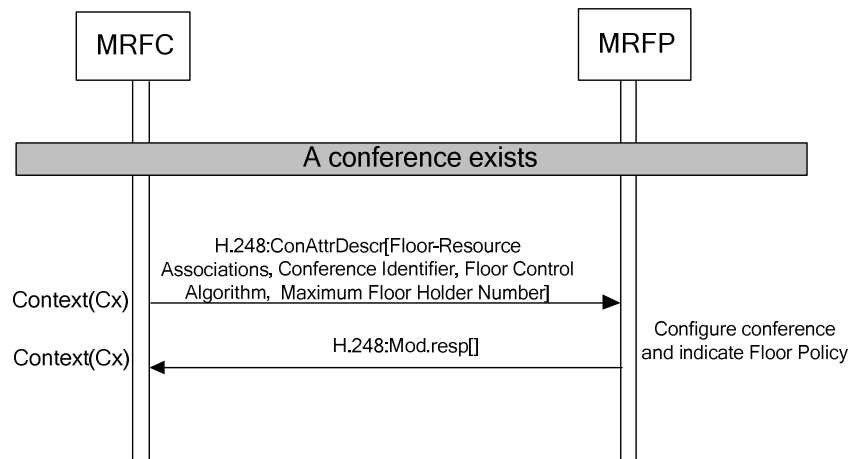 MRFC
MRFP
A conference exists
H.248:ConAttrDescr[Floor-Resource
Associations, Conference Identifier, Floor Control
Algorithm, Maximum Floor Holder Number]
Context(Cx)
Configure conference
and indicate Floor Policy
H.248:Mod.resp[]
Context(Cx)